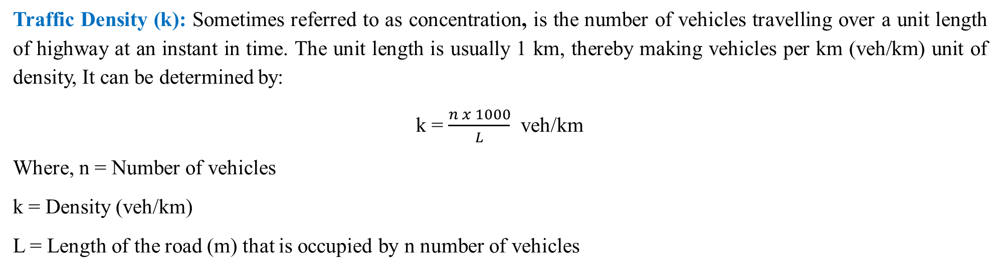 Traffic Density (k): Sometimes referred to as concentration, is the number of vehicles travelling over a unit length
of highway at an instant in time. The unit length is usually 1 km, thereby making vehicles per km (veh/km) unit of
density, It can be determined by:
k = n x 1000 / L veh/km
Where, n = Number of vehicles
k = Density (veh/km)
L = Length of the road (m) that is occupied by n number of vehicles